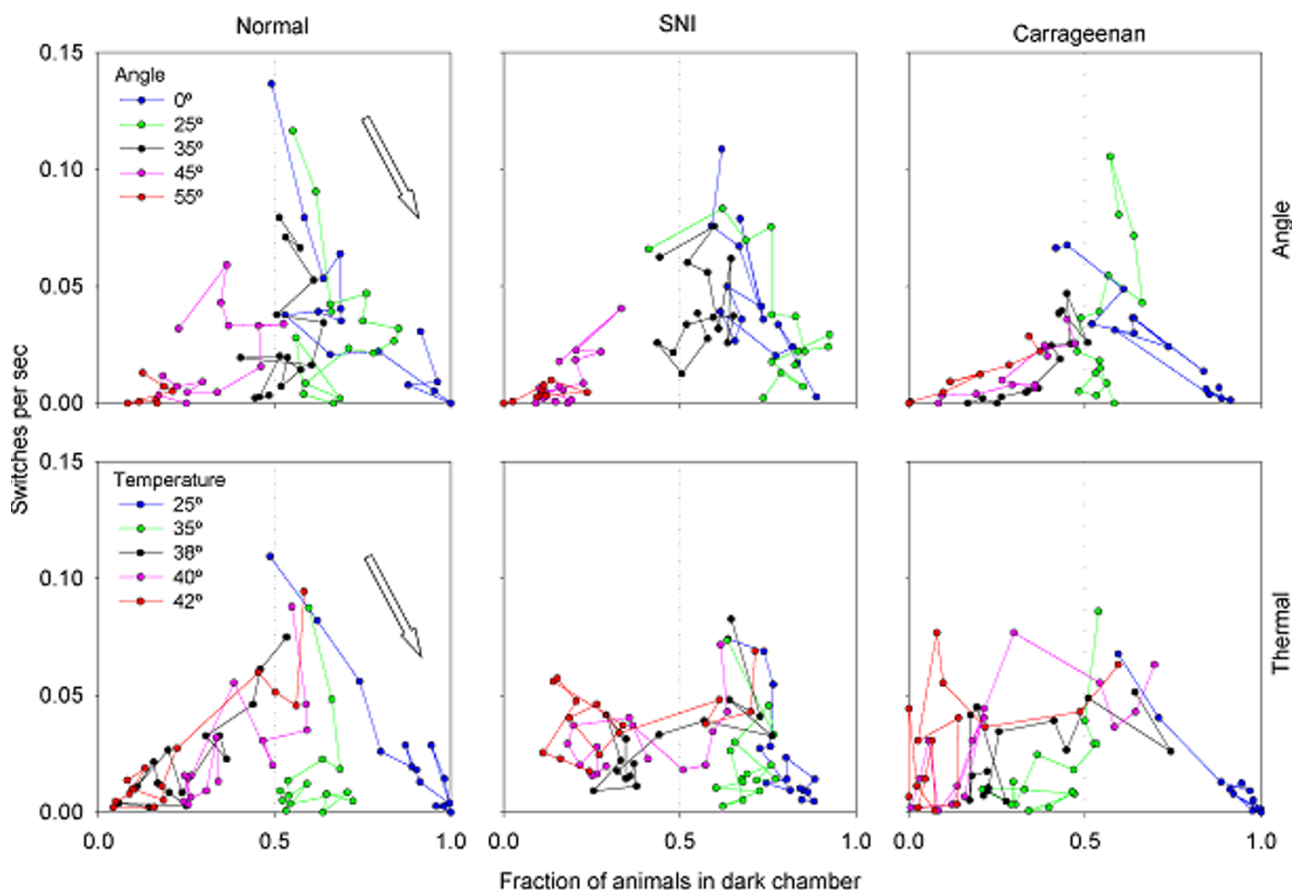 Normal
SNI
Carrageenan
0.15
0.10
0.05
0.00
Angle
0º
25º
35º
45º
55º
Angle
Switches per sec
0.15
0.10
0.05
0.00
Temperature
25º
35º
38º
40º
42º
Thermal
0.0 0.5 1.0
0.0 0.5 1.0
0.0 0.5 1.0
Fraction of animals in dark chamber